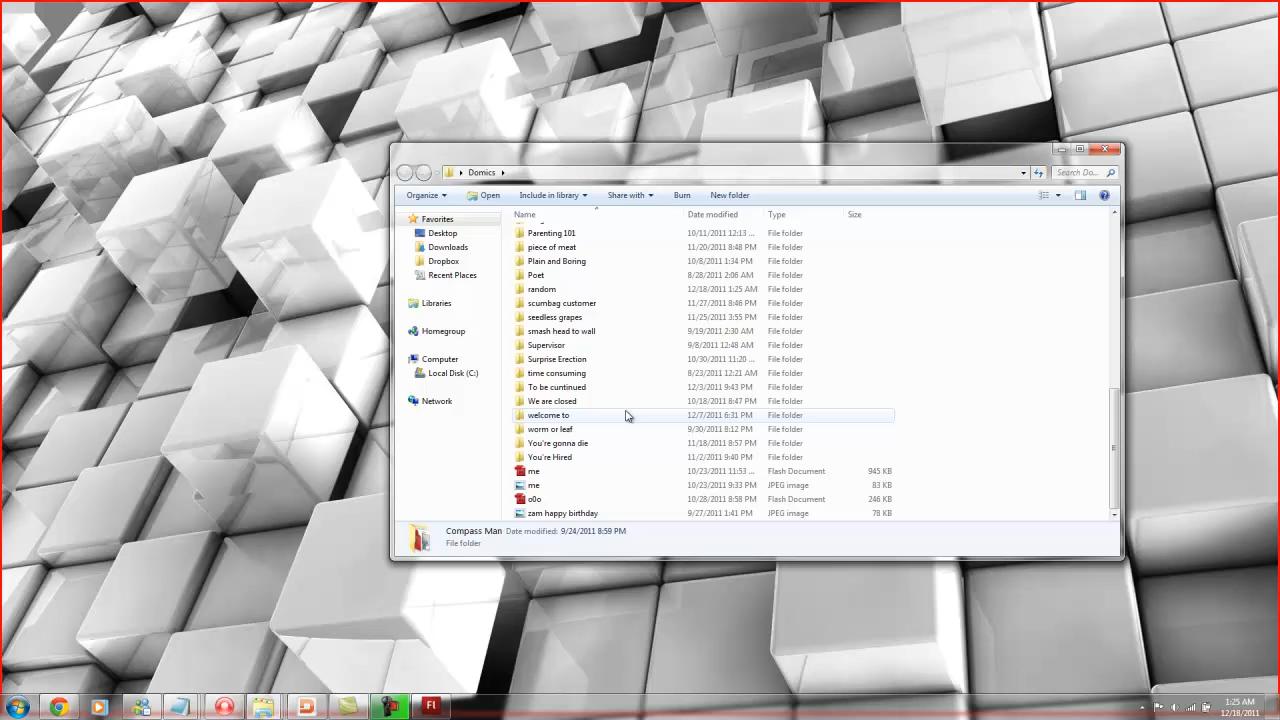 Domics
Search Do...
Organize
Open
Include in library
Share with
Burn
New folder
Favorites
Desktop
Downloads
Dropbox
Recent Places
Libraries
Homegroup
Computer
Local Disk (C:)
Network
Name Date modified Type Size
Parenting 101 10/11/2011 12:13 ... File folder
piece of meat 11/20/2011 8:48 PM File folder
Plain and Boring 10/8/2011 1:34 PM File folder
Poet 8/28/2011 2:06 AM File folder
random 12/18/2011 1:25 AM File folder
scumbag customer 11/27/2011 8:46 PM File folder
seedless grapes 11/25/2011 3:55 PM File folder
smash head to wall 9/19/2011 2:30 AM File folder
Supervisor 9/8/2011 12:48 AM File folder
Surprise Erection 10/30/2011 11:20 ... File folder
time consuming 8/23/2011 12:21 AM File folder
To be cuntinued 12/3/2011 9:43 PM File folder
We are closed 10/18/2011 8:47 PM File folder
welcome to 12/7/2011 6:31 PM File folder
worm or leaf 9/30/2011 8:12 PM File folder
You're gonna die 11/18/2011 8:57 PM File folder
You're Hired 11/2/2011 9:40 PM File folder
me 10/23/2011 11:53 ... Flash Document 945 KB
me 10/23/2011 9:33 PM JPEG image 83 KB
o0o 10/28/2011 8:58 PM Flash Document 246 KB
zam happy birthday 9/27/2011 1:41 PM JPEG image 78 KB
Compass Man Date modified: 9/24/2011 8:59 PM
File folder
Fl
1:25 AM
12/18/2011